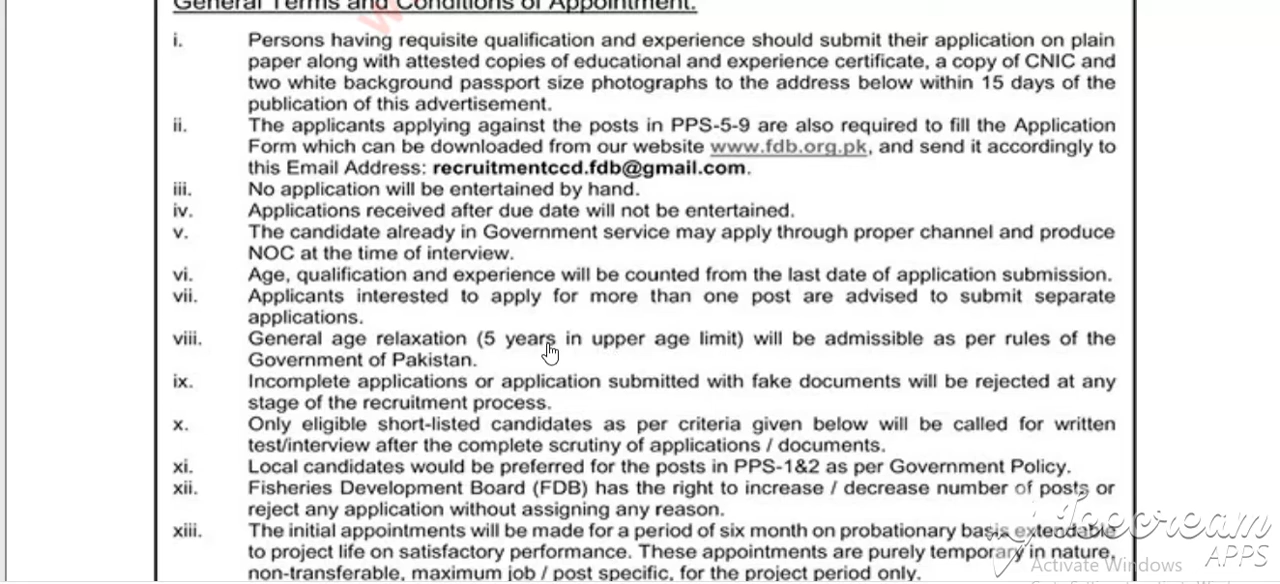 General Terms and Conditions of Appointment:
i. Persons having requisite qualification and experience should submit their application on plain
paper along with attested copies of educational and experience certificate, a copy of CNIC and
two white background passport size photographs to the address below within 15 days of the
publication of this advertisement.
ii. The applicants applying against the posts in PPS-5-9 are also required to fill the Application
Form which can be downloaded from our website www.fdb.org.pk, and send it accordingly to
this Email Address: recruitmentccd.fdb@gmail.com.
iii. No application will be entertained by hand.
iv. Applications received after due date will not be entertained.
v. The candidate already in Government service may apply through proper channel and produce
NOC at the time of interview.
vi. Age, qualification and experience will be counted from the last date of application submission.
vii. Applicants interested to apply for more than one post are advised to submit separate
applications.
viii. General age relaxation (5 years in upper age limit) will be admissible as per rules of the
Government of Pakistan.
ix. Incomplete applications or application submitted with fake documents will be rejected at any
stage of the recruitment process.
x. Only eligible short-listed candidates as per criteria given below will be called for written
test/interview after the complete scrutiny of applications / documents.
xi. Local candidates would be preferred for the posts in PPS-1&2 as per Government Policy.
xii. Fisheries Development Board (FDB) has the right to increase / decrease number of posts or
reject any application without assigning any reason.
xiii. The initial appointments will be made for a period of six month on probationary basis extendable
to project life on satisfactory performance. These appointments are purely temporary in nature,
non-transferable, maximum job / post specific, for the project period only.
APPS
Activate Windows